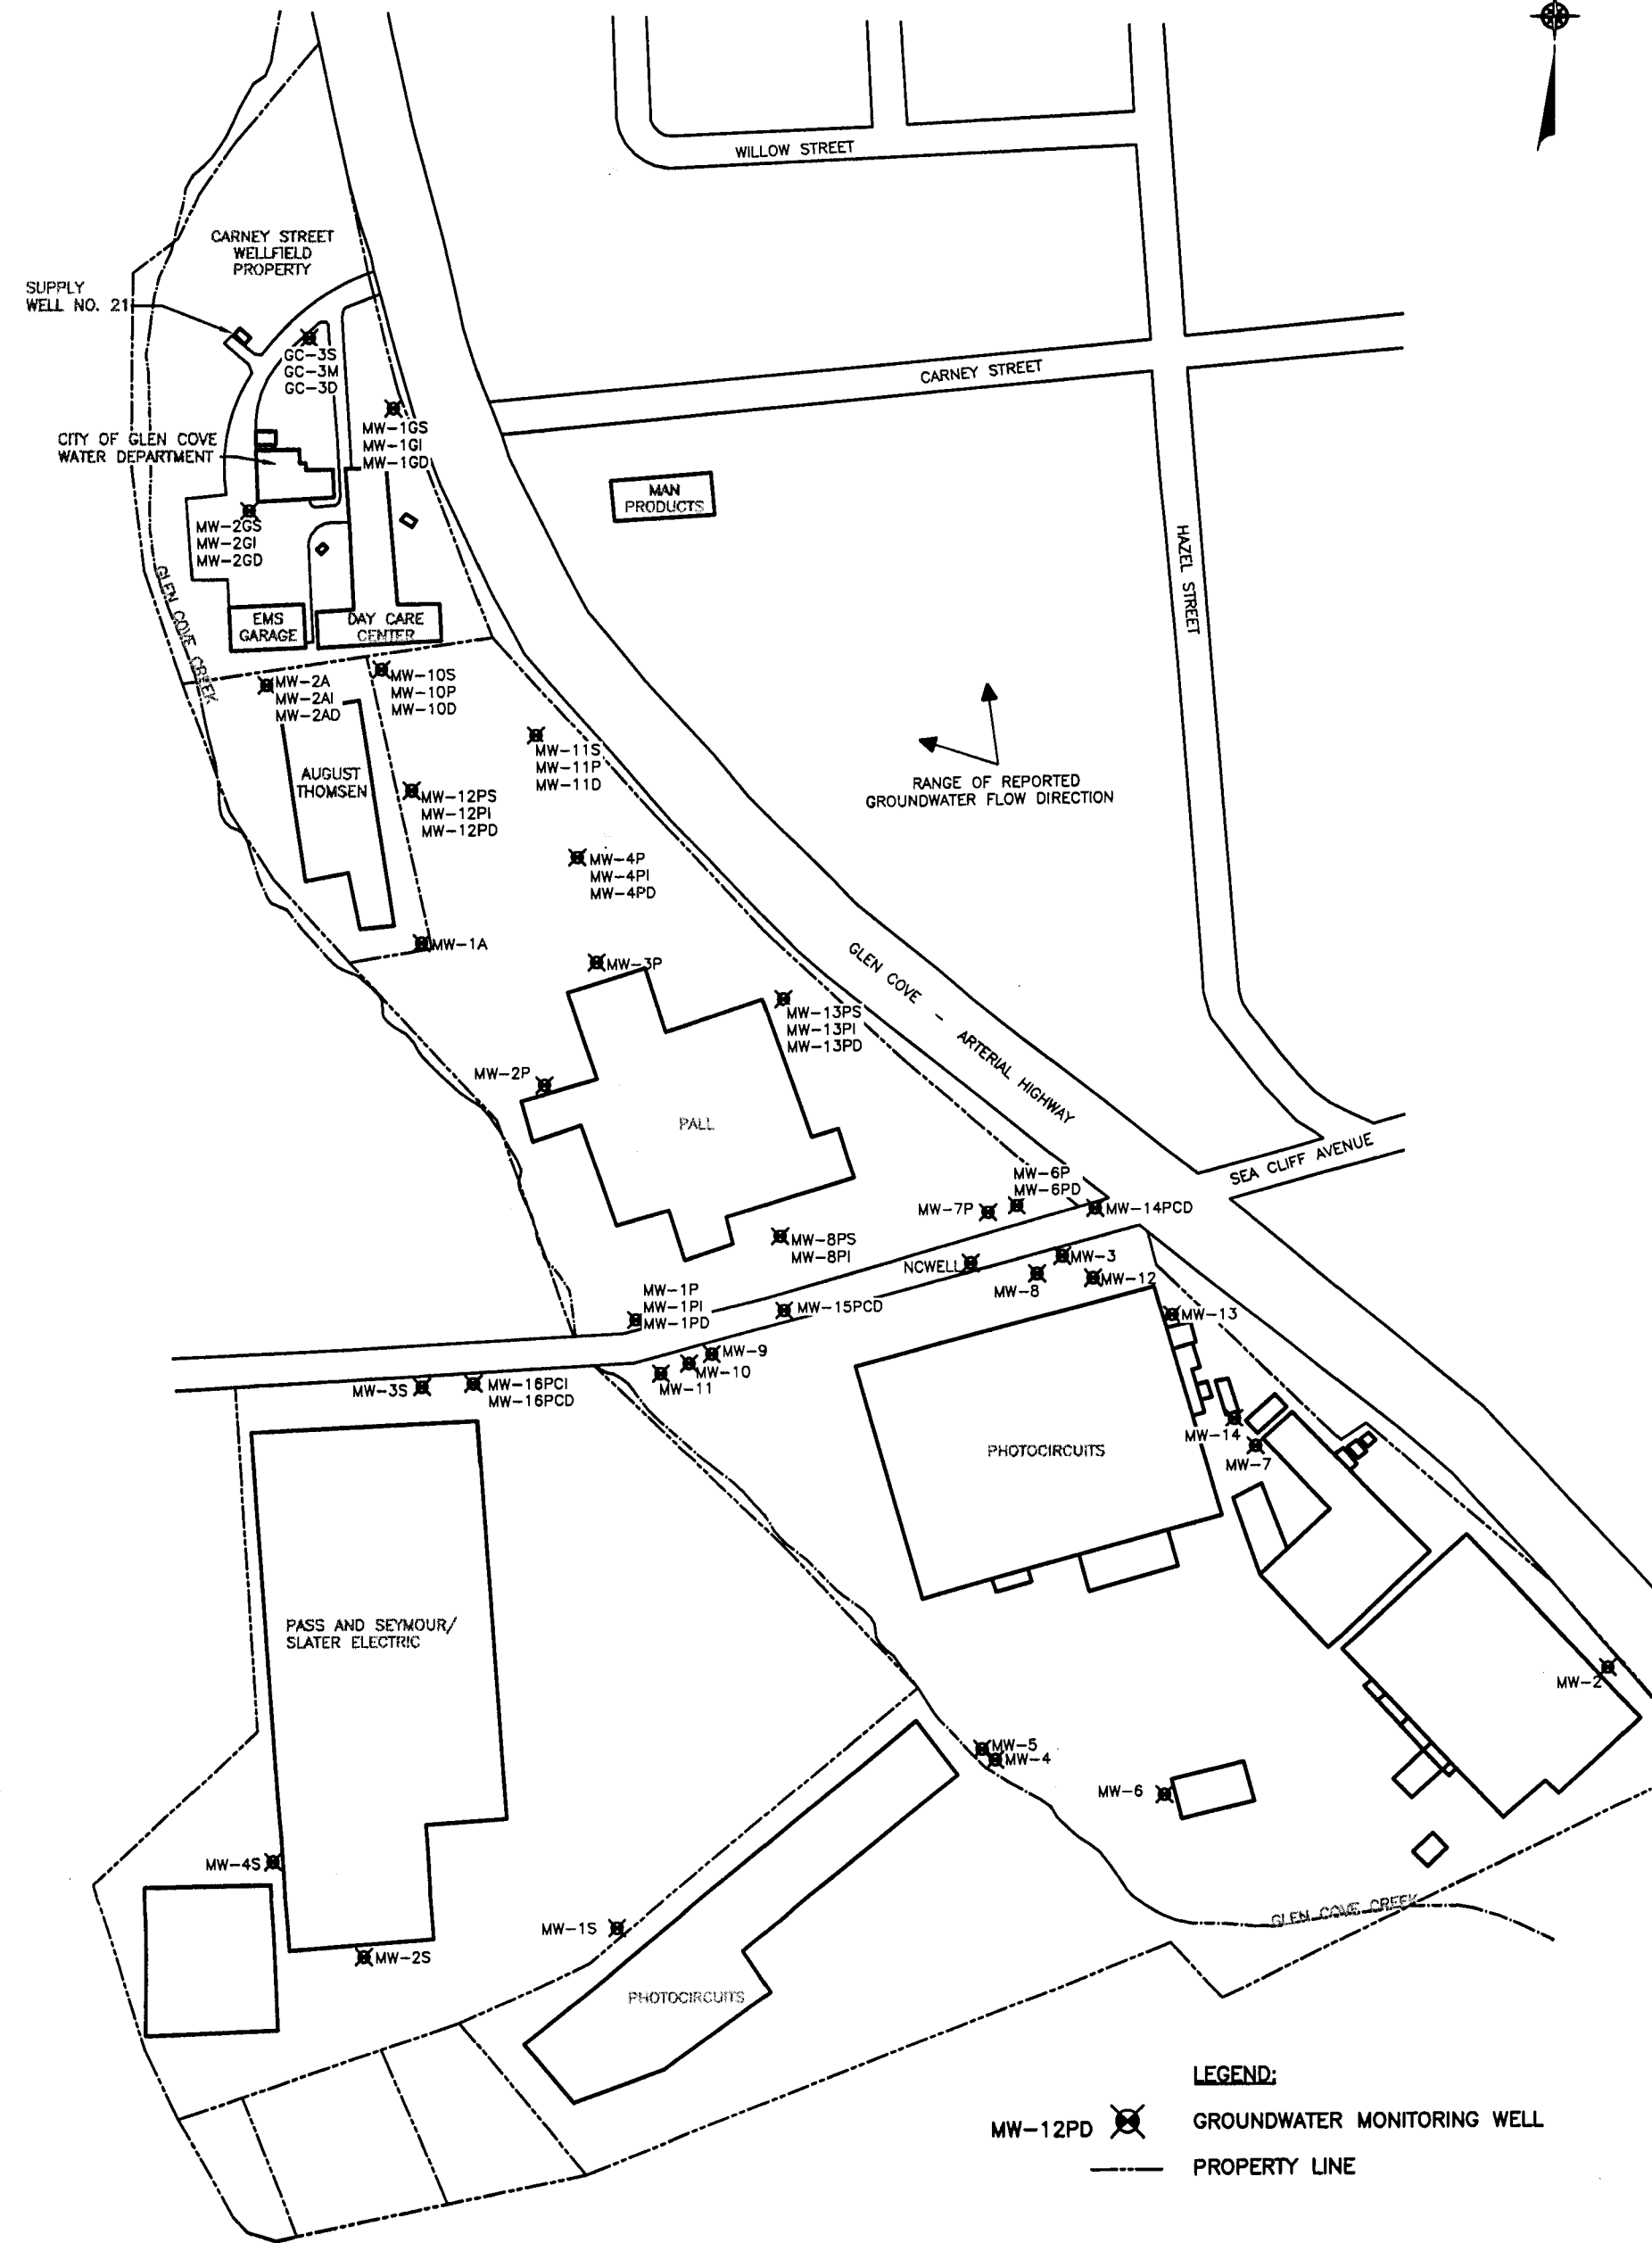 WILLOW STREET
CARNEY STREET
WELLFIELD
PROPERTY
SUPPLY
WELL NO. 21
GC-3S
GC-3M
GC-3D
CARNEY STREET
MW-1GS
MW-1GI
MW-1GD
CITY OF GLEN COVE
WATER DEPARTMENT
MAN
PRODUCTS
MW-2GS
MW-2GI
MW-2GD
HAZEL STREET
GLEN COVE CREEK
EMS
GARAGE
DAY CARE
CENTER
MW-2A
MW-2AI
MW-2AD
MW-10S
MW-10P
MW-10D
MW-11S
MW-11P
MW-11D
AUGUST
THOMSEN
MW-12PS
MW-12PI
MW-12PD
RANGE OF REPORTED
GROUNDWATER FLOW DIRECTION
MW-4P
MW-4PI
MW-4PD
MW-1A
MW-3P
GLEN COVE - ARTERIAL HIGHWAY
MW-13PS
MW-13PI
MW-13PD
MW-2P
PALL
SEA CLIFF AVENUE
MW-6P
MW-6PD
MW-7P
MW-14PCD
MW-8PS
MW-8PI
NCWELL
MW-3
MW-8
MW-12
MW-1P
MW-1PI
MW-1PD
MW-15PCD
MW-13
MW-9
MW-10
MW-11
MW-3S
MW-16PCI
MW-16PCD
MW-14
MW-7
PHOTOCIRCUITS
PASS AND SEYMOUR/
SLATER ELECTRIC
MW-2
MW-5
MW-4
MW-6
MW-4S
GLEN COVE CREEK
MW-1S
MW-2S
PHOTOCIRCUITS
LEGEND:
MW-12PD GROUNDWATER MONITORING WELL
PROPERTY LINE